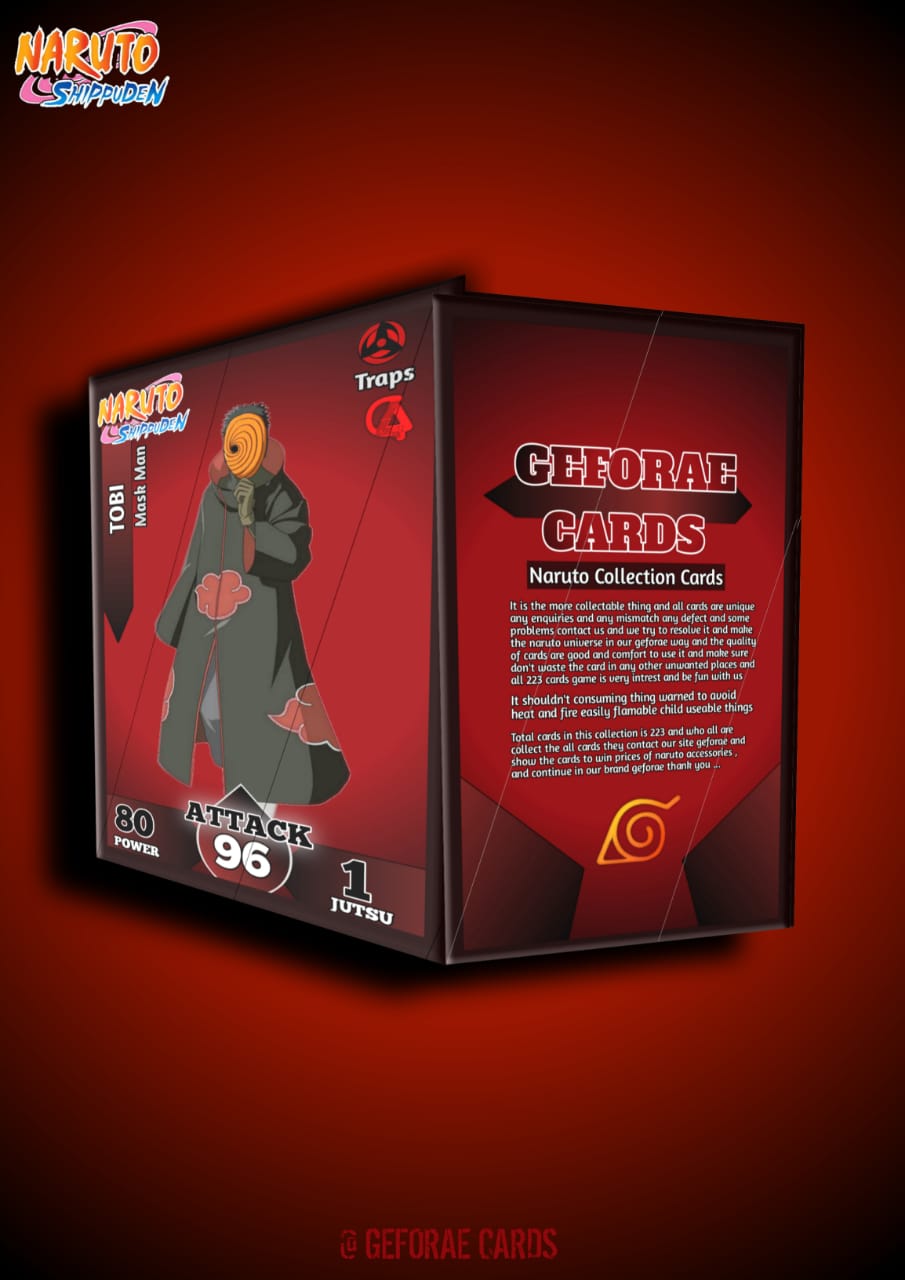 NARUTO
SHIPPUDEN
NARUTO
SHIPPUDEN
Traps
TOBI
Mask Man
80
POWER
ATTACK
96
1
JUTSU
GEFORAE
CARDS
Naruto Collection Cards
It is the more collectable thing and all cards are unique
any enquiries and any mismatch any defect and some
problems contact us and we try to resolve it and make
the naruto universe in our geforae way and the quality
of cards are good and comfort to use it and make sure
don't waste the card in any other unwanted places and
all 223 cards game is very intrest and be fun with us
It shouldn't consuming thing warned to avoid
heat and fire easily flamable child useable things
Total cards in this collection is 223 and who all are
collect the all cards they contact our site geforae and
show the cards to win prices of naruto accessories ,
and continue in our brand geforae thank you ...
@ GEFORAE CARDS